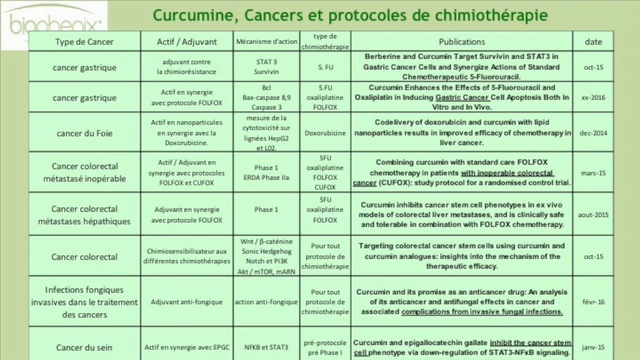 biopheonix
Curcumine, Cancers et protocoles de chimiothérapie
Type de Cancer
Actif / Adjuvant
Mécanisme d'action
type de
chimiothérapie
Publications
date
cancer gastrique
adjuvant contre
la chimiorésistance
STAT 3
Survivin
5. FU
Berberine and Curcumin Target Survivin and STAT3 in
Gastric Cancer Cells and Synergize Actions of Standard
Chemotherapeutic 5-Fluorouracil.
oct-15
cancer gastrique
Actif en synergie
avec protocole FOLFOX
Bcl
Bax-caspase 8,9
Caspase 3
5.FU
oxaliplatine
FOLFOX
Curcumin Enhances the Effects of 5-Fluorouracil and
Oxaliplatin in Inducing Gastric Cancer Cell Apoptosis Both In
Vitro and In Vivo.
xx-2016
cancer du Foie
Actif en nanoparticules
en synergie avec la
Doxorubicine.
mesure de la
cytotoxicité sur
lignées HepG2
et L02.
Doxorubicine
Codelivery of doxorubicin and curcumin with lipid
nanoparticles results in improved efficacy of chemotherapy in
liver cancer.
dec-2014
Cancer colorectal
métastasé inopérable
Actif / Adjuvant en
synergie avec protocoles
FOLFOX et CUFOX
Phase 1
ERDA Phase IIa
5FU
oxaliplatine
FOLFOX
CUFOX
Combining curcumin with standard care FOLFOX
chemotherapy in patients with inoperable colorectal
cancer (CUFOX): study protocol for a randomised control trial.
mars-15
Cancer colorectal
métastases hépathiques
Adjuvant en synergie
avec protocole FOLFOX
Phase 1
5FU
oxaliplatine
FOLFOX
Curcumin inhibits cancer stem cell phenotypes in ex vivo
models of colorectal liver metastases, and is clinically safe
and tolerable in combination with FOLFOX chemotherapy.
aout-2015
Cancer colorectal
Chimiosensibilisateur aux
différentes chimiothérapies
Wnt / β-caténine
Sonic Hedgehog
Notch et PI3K
Akt / mTOR, mARN
Pour tout
protocole de
chimiothérapie
Targeting colorectal cancer stem cells using curcumin and
curcumin analogues: insights into the mechanism of the
therapeutic efficacy.
oct-15
Infections fongiques
invasives dans le traitement
des cancers
Adjuvant anti-fongique
action anti-fongique
Pour tout
protocole de
chimiothérapie
Curcumin and its promise as an anticancer drug: An analysis
of its anticancer and antifungal effects in cancer and
associated complications from invasive fungal infections.
févr-16
Cancer du sein
Actif en synergie avec EPGC
NFKB et STAT3
pré-protocole
pré Phase I
Curcumin and epigallocatechin gallate inhibit the cancer stem
cell phenotype via down-regulation of STAT3-NFκB signaling.
janv-15